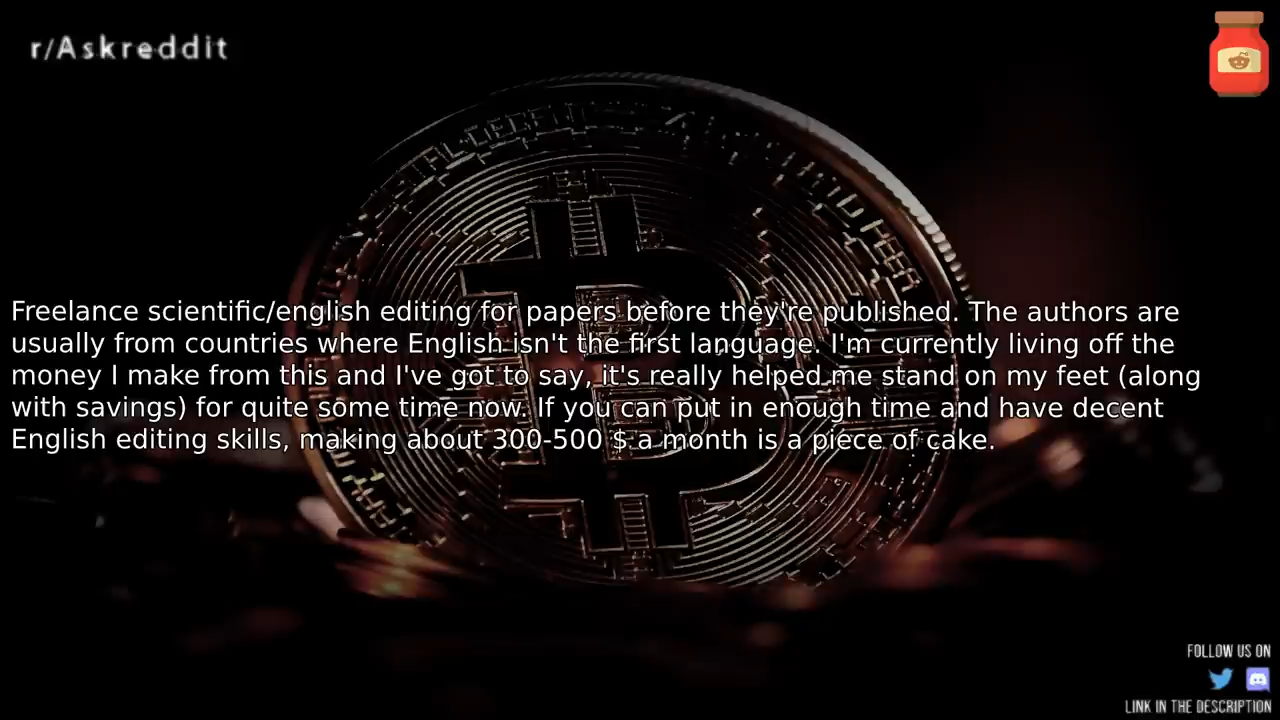 r/Askreddit
Freelance scientific/english editing for papers before they're published. The authors are
usually from countries where English isn't the first language. I'm currently living off the
money I make from this and I've got to say, it's really helped me stand on my feet (along
with savings) for quite some time now. If you can put in enough time and have decent
English editing skills, making about 300-500 $ a month is a piece of cake.
FOLLOW US ON
LINK IN THE DESCRIPTION